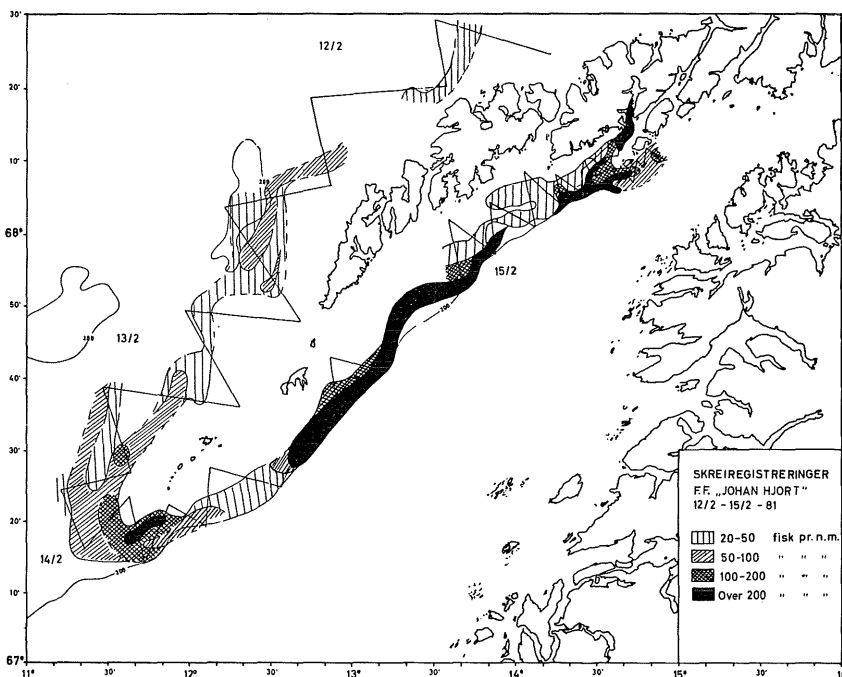 30'
12/2
20'
10'
200
68°
15/2
50'
200
13/2
200
40'
30'
SKREIREGISTRERINGER
F.F. „JOHAN HJORT"
12/2 - 15/2 - 81
20'
20-50 fisk pr. n.m.
50-100 " " "
14/2
200
100-200 " " "
10'
Over 200 " " "
67°
11° 30' 12° 30' 13° 30' 14° 30' 15° 30'